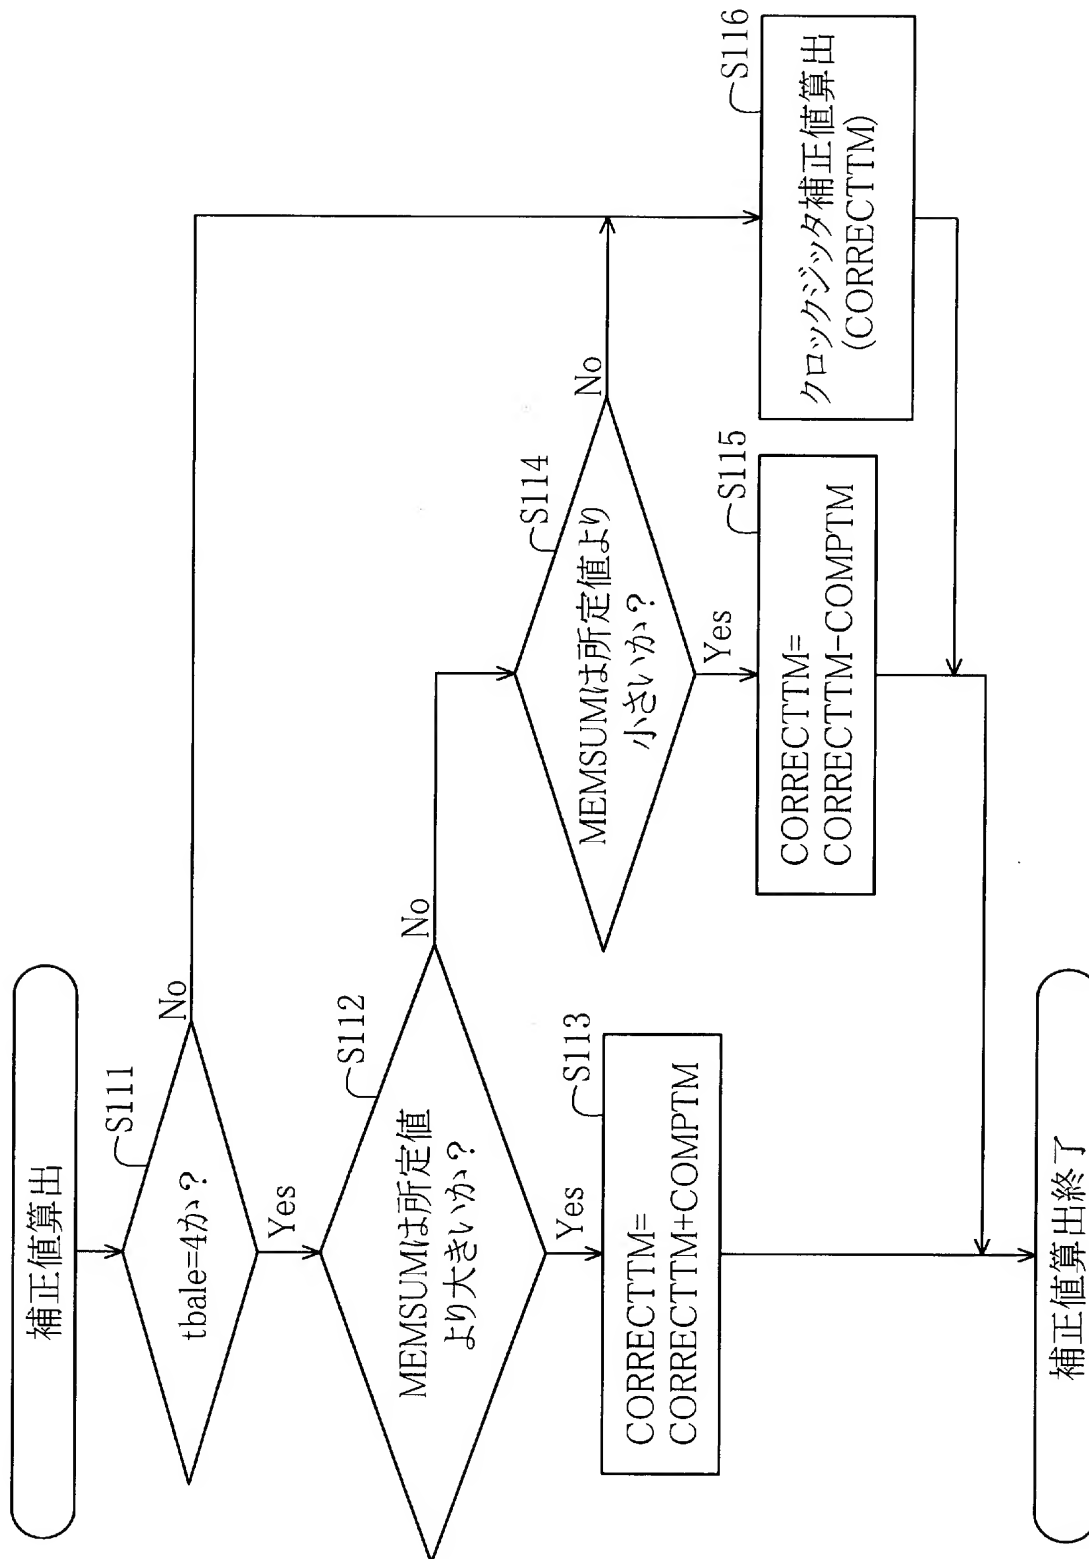 補正値算出
S111
tbale=4か?
No
Yes
S112
MEMSUMは所定値
より大きいか?
No
Yes
S113
CORRECTTM=
CORRECTTM+COMPTM
S114
MEMSUMは所定値より
小さいか?
No
Yes
S115
CORRECTTM=
CORRECTTM-COMPTM
S116
クロックジッタ補正値算出
(CORRECTTM)
補正値算出終了